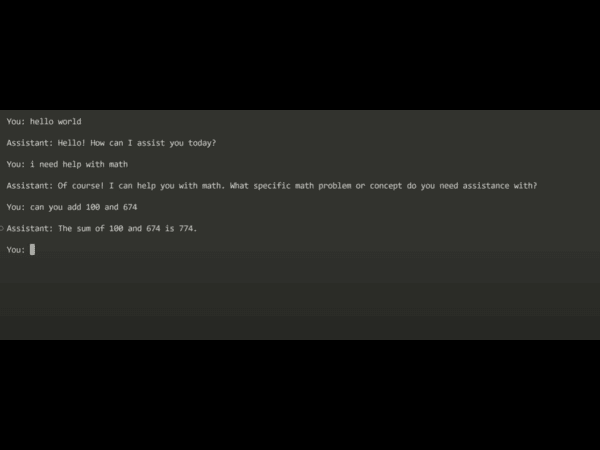 You: hello world
Assistant: Hello! How can I assist you today?
You: i need help with math
Assistant: Of course! I can help you with math. What specific math problem or concept do you need assistance with?
You: can you add 100 and 674
Assistant: The sum of 100 and 674 is 774.
You: